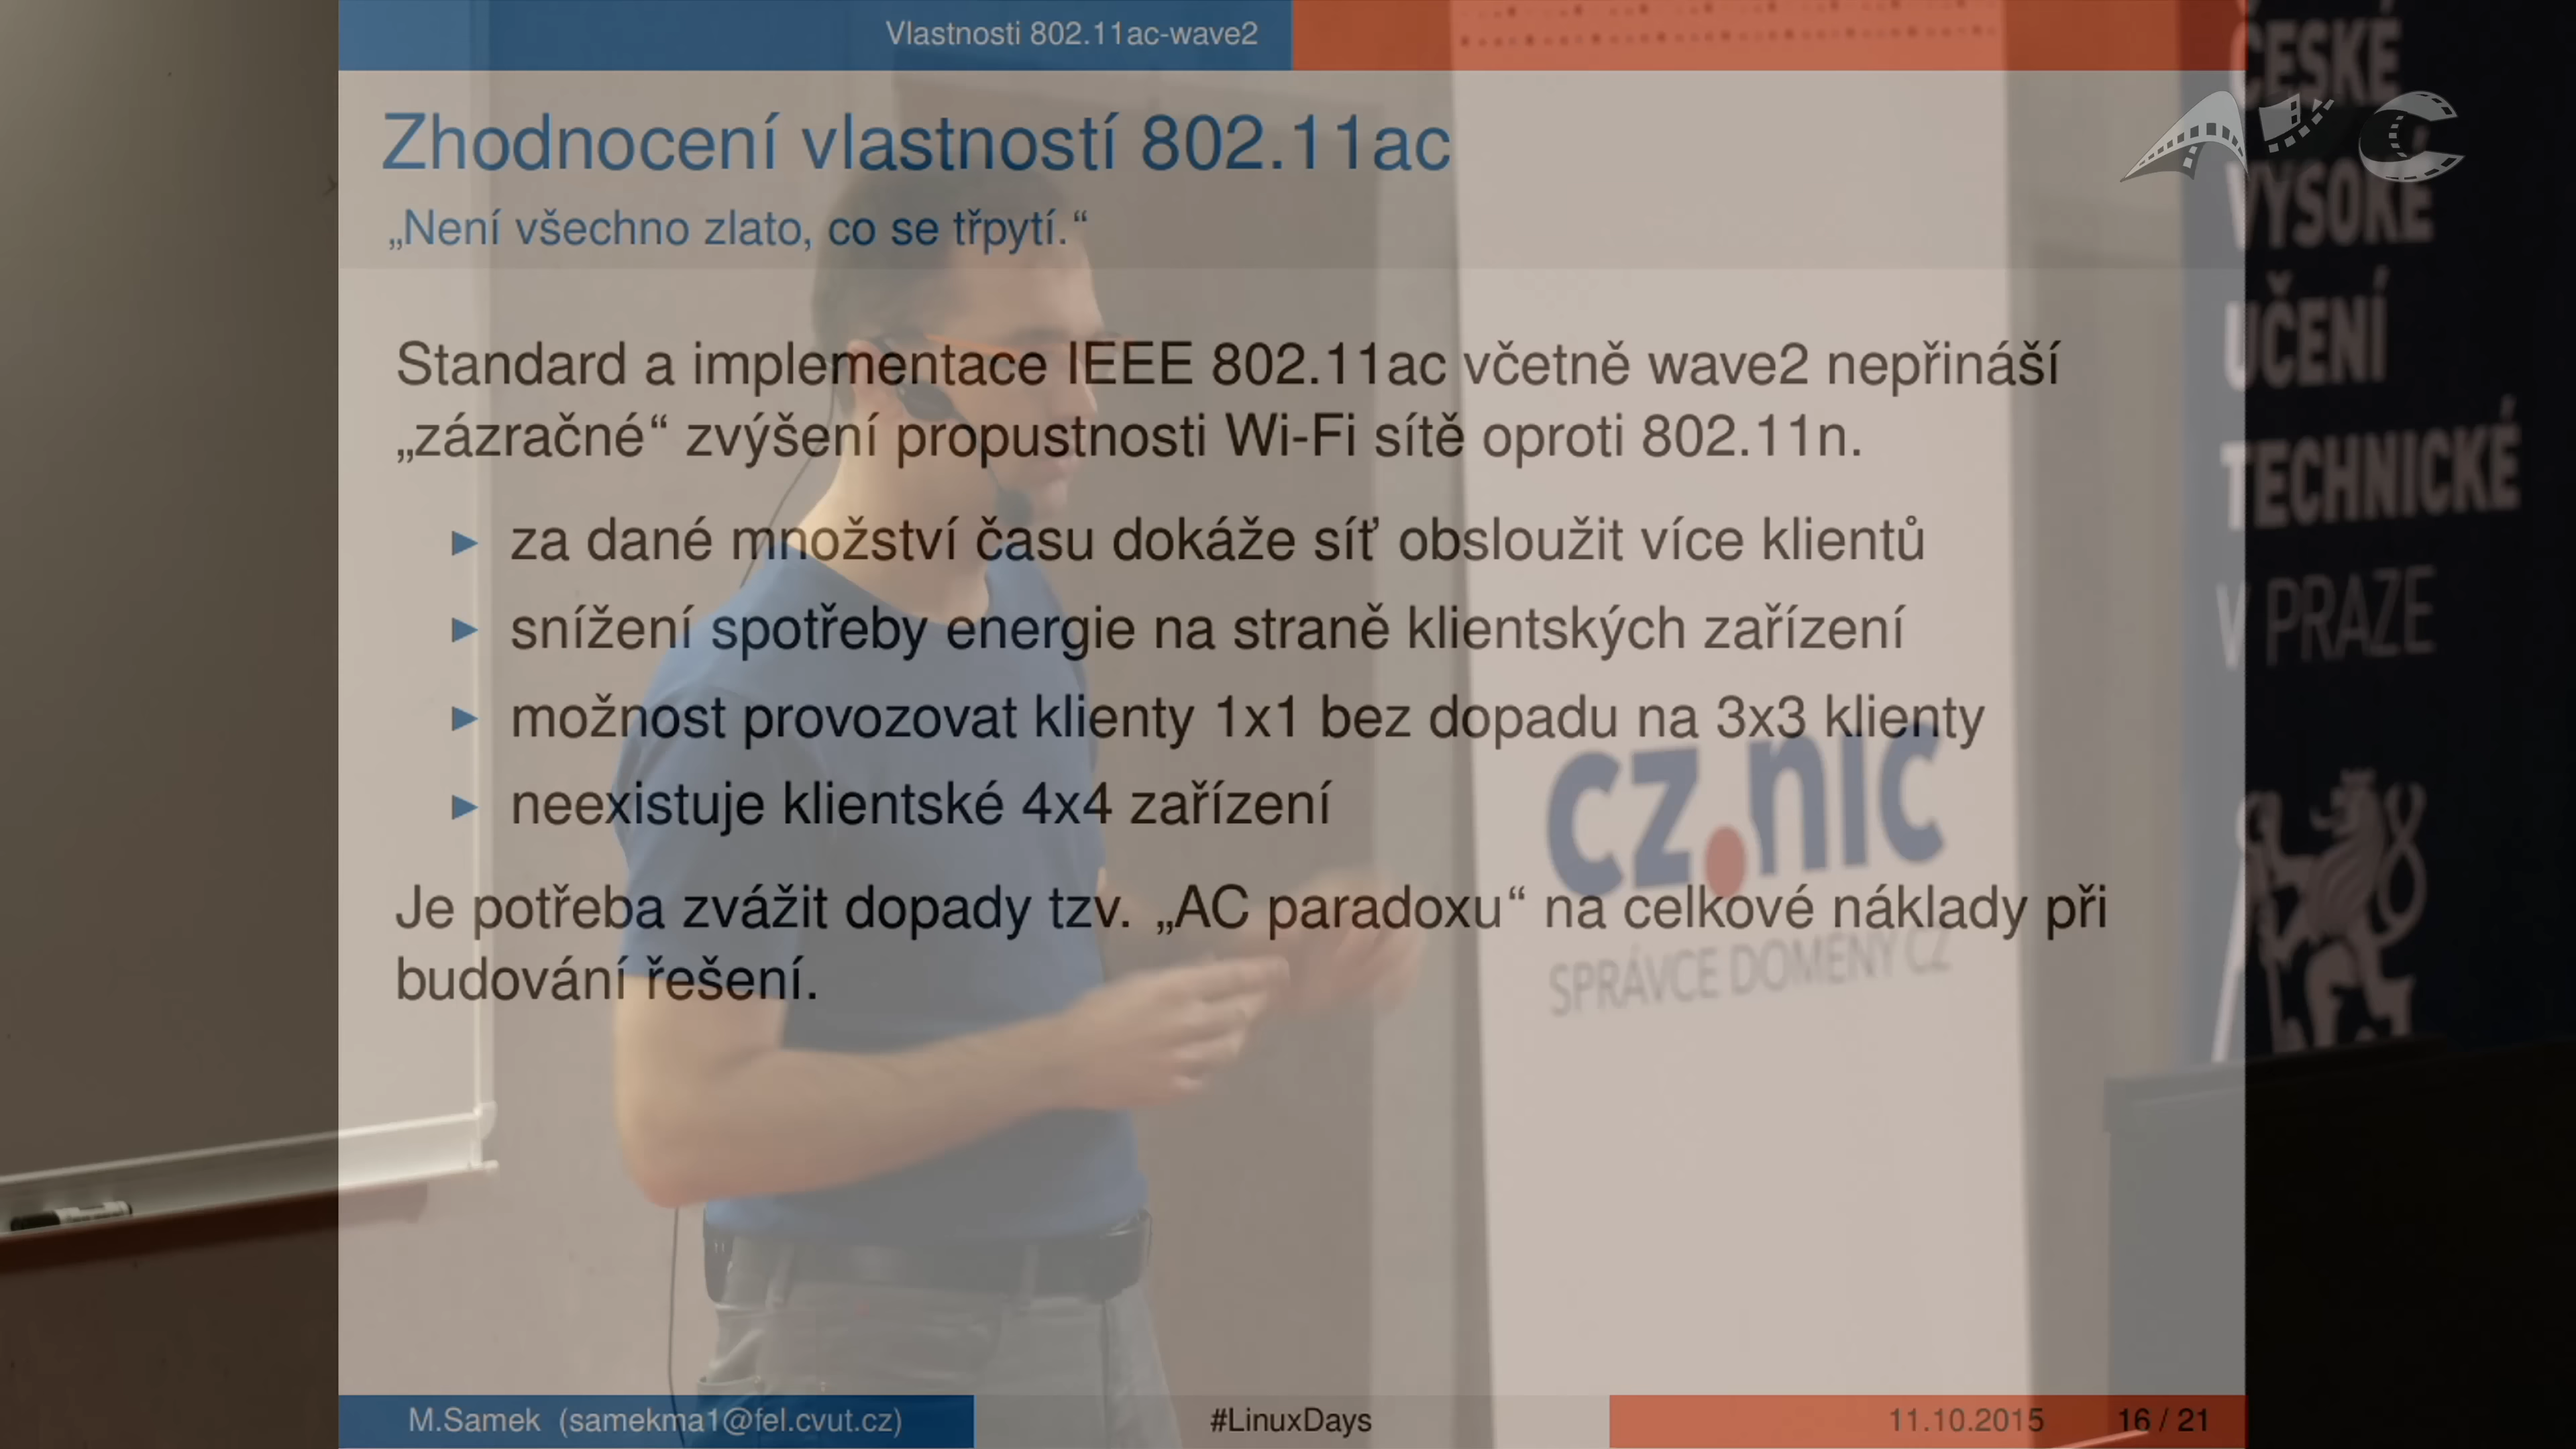 Vlastnosti 802.11ac-wave2
Zhodnocení vlastností 802.11ac
„Není všechno zlato, co se třpytí.“
Standard a implementace IEEE 802.11ac včetně wave2 nepřináší
„zázračné“ zvýšení propustnosti Wi-Fi sítě oproti 802.11n.
► za dané množství času dokáže síť obsloužit více klientů
► snížení spotřeby energie na straně klientských zařízení
► možnost provozovat klienty 1x1 bez dopadu na 3x3 klienty
► neexistuje klientské 4x4 zařízení
Je potřeba zvážit dopady tzv. „AC paradoxu“ na celkové náklady při
budování řešení.
M.Samek (samekma1@fel.cvut.cz)
#LinuxDays
11.10.2015
16 / 21
cz.nic
SPRÁVCE DOMÉNY CZ
ČESKÉ
VYSOKÉ
UČENÍ
TECHNICKÉ
V PRAZE
AVC